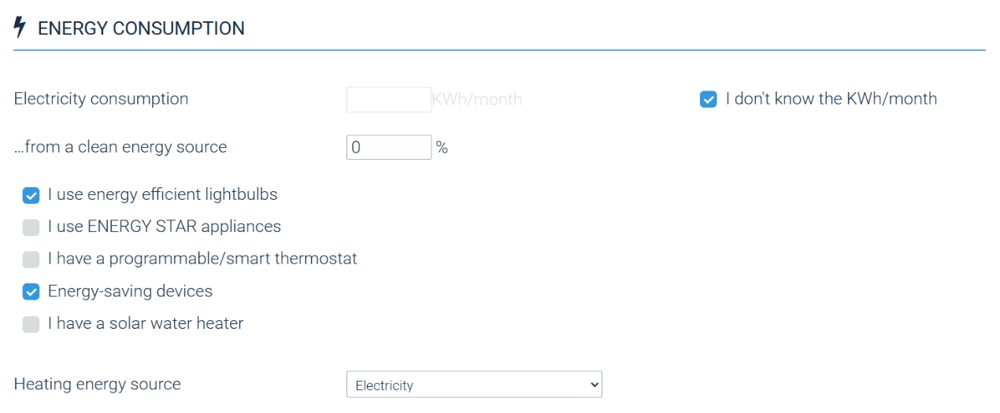 ENERGY CONSUMPTION
Electricity consumption KWh/month I don't know the KWh/month
...from a clean energy source 0 %
I use energy efficient lightbulbs
I use ENERGY STAR appliances
I have a programmable/smart thermostat
Energy-saving devices
I have a solar water heater
Heating energy source Electricity